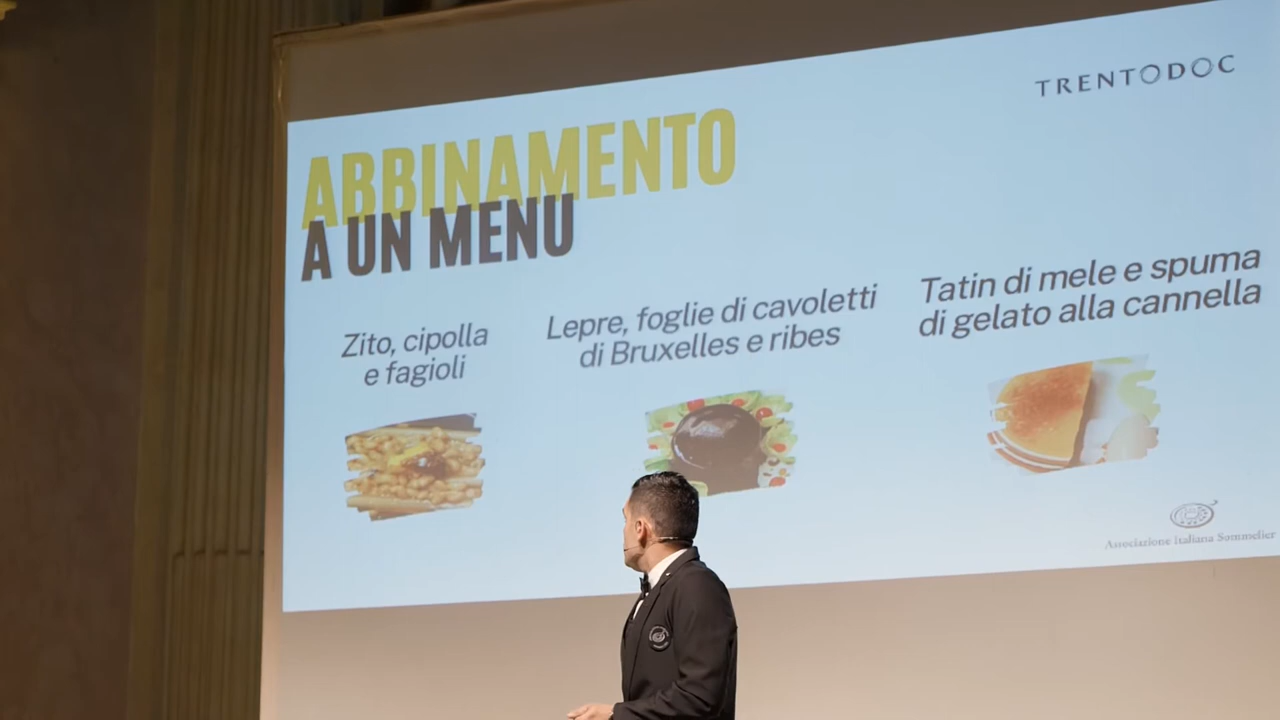 TRENTODOC
ABBINAMENTO
A UN MENU
Zito, cipolla
e fagioli
Lepre, foglie di cavoletti
di Bruxelles e ribes
Tatin di mele e spuma
di gelato alla cannella
Associazione Italiana Sommelier